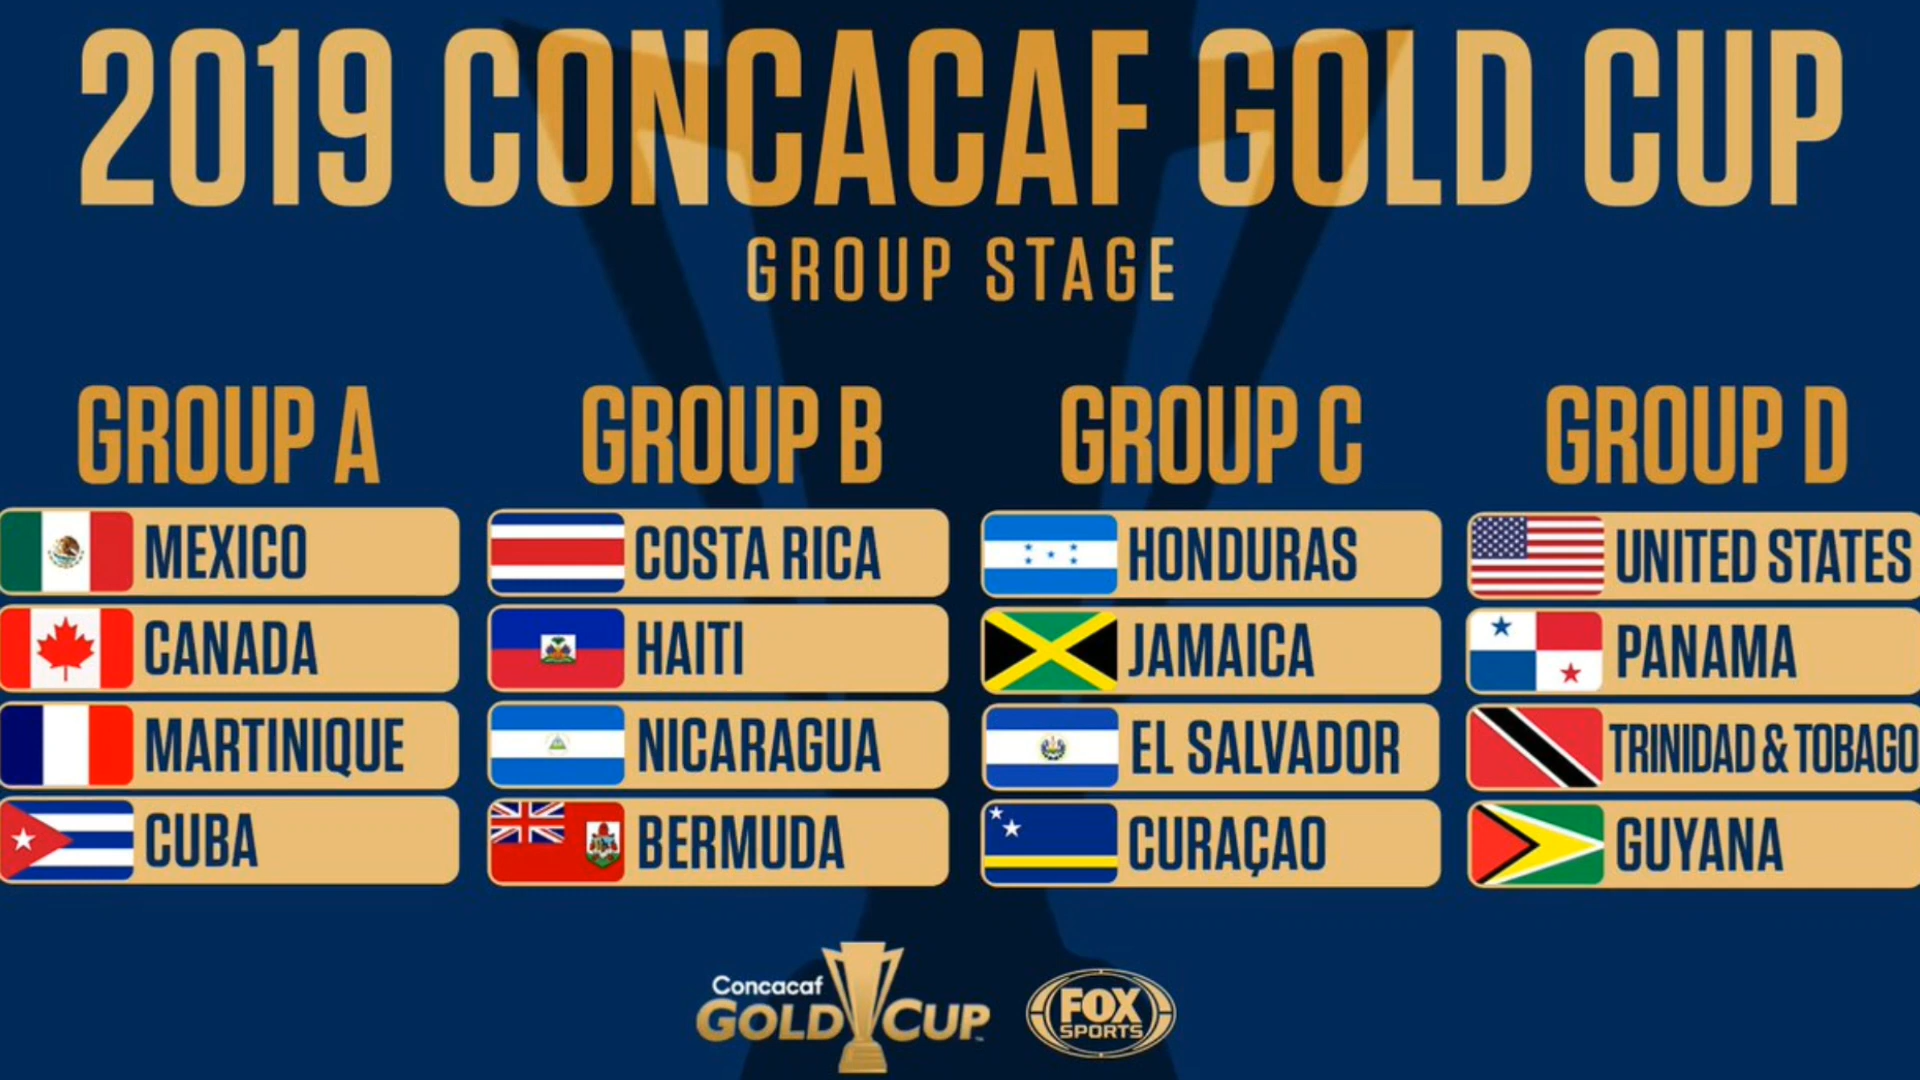 2019 CONCACAF GOLD CUP
GROUP STAGE
GROUP A
MEXICO
CANADA
MARTINIQUE
CUBA
GROUP B
COSTA RICA
HAITI
NICARAGUA
BERMUDA
GROUP C
HONDURAS
JAMAICA
EL SALVADOR
CURAÇAO
GROUP D
UNITED STATES
PANAMA
TRINIDAD & TOBAGO
GUYANA
Concacaf
GOLD CUP
FOX
SPORTS